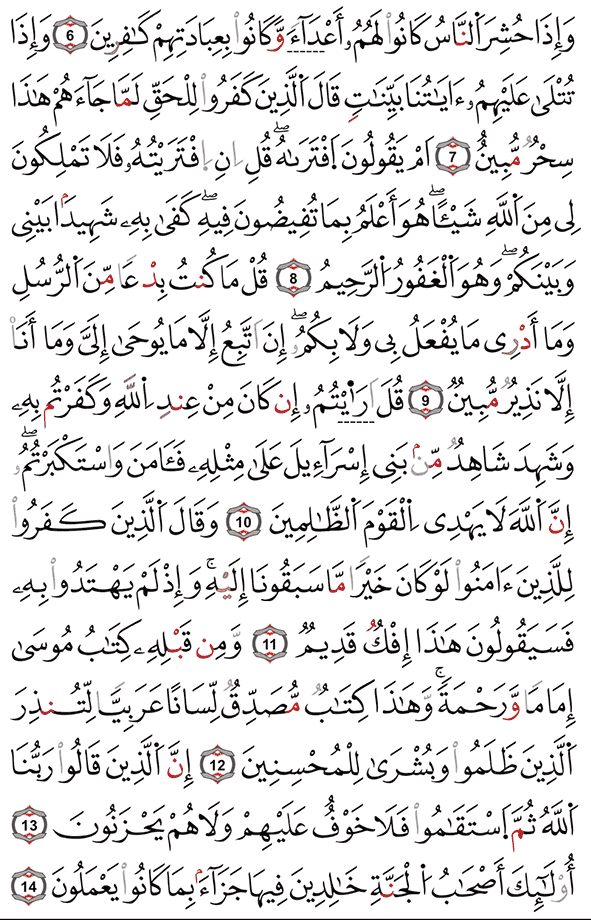 وَإِذَا حُشِرَ ٱلنَّاسُ كَانُوا۟ لَهُمُۥٓ أَعْدَآءً وَّكَانُوا۟ بِعِبَادَتِهِمْ كَـٰفِرِينَ 6 وَإِذَا
تُتْلَىٰ عَلَيْهِمُۥٓ ءَايَـٰتُنَا بَيِّنَـٰتٍ قَالَ ٱلَّذِينَ كَفَرُوا۟ لِلْحَقِّ لَمَّا جَآءَهُمْ هَـٰذَا
سِحْرٌ مُّبِينٌ 7 اَمْ يَقُولُونَ ٱفْتَرَىٰهُ ۖ قُلِ اِنِ ٱفْتَرَيْتُهُۥ فَلَا تَمْلِكُونَ
لِى مِنَ ٱللَّهِ شَيْـًٔا ۖ هُوَ أَعْلَمُ بِمَا تُفِيضُونَ فِيهِ ۖ كَفَىٰ بِهِۦ شَهِيدًۢا بَيْنِى
وَبَيْنَكُمْ ۖ وَهُوَ ٱلْغَفُورُ ٱلرَّحِيمُ 8 قُلْ مَا كُنتُ بِدْعًا مِّنَ ٱلرُّسُلِ
وَمَا أَدْرِى مَا يُفْعَلُ بِى وَلَا بِكُمُۥٓ ۖ إِنَ اَتَّبِعُ إِلَّا مَا يُوحَىٰ إِلَىَّ وَمَا أَنَا۠
إِلَّا نَذِيرٌ مُّبِينٌ 9 قُلَ اَرَٰيْتُمُۥٓ إِن كَانَ مِنْ عِندِ ٱللَّهِ وَكَفَرْتُم بِهِۦ
وَشَهِدَ شَاهِدٌ مِّنۢ بَنِى إِسْرَآءِيلَ عَلَىٰ مِثْلِهِۦ فَـَٔامَنَ وَٱسْتَكْبَرْتُمُۥٓ ۖ
إِنَّ ٱللَّهَ لَا يَهْدِى ٱلْقَوْمَ ٱلظَّـٰلِمِينَ 10 وَقَالَ ٱلَّذِينَ كَفَرُوا۟
لِلَّذِينَ ءَامَنُوا۟ لَوْ كَانَ خَيْرًا مَّا سَبَقُونَا إِلَيْهِ ۚ وَإِذْ لَمْ يَهْتَدُوا۟ بِهِۦ
فَسَيَقُولُونَ هَـٰذَا إِفْكٌ قَدِيمٌ 11 وَّمِن قَبْلِهِۦ كِتَـٰبُ مُوسَىٰ
إِمَامًا وَّرَحْمَةً ۚ وَّهَـٰذَا كِتَـٰبٌ مُّصَدِّقٌ لِّسَانًا عَرَبِيًّا لِّتُنذِرَ
ٱلَّذِينَ ظَلَمُوا۟ وَبُشْرَىٰ لِلْمُحْسِنِينَ 12 إِنَّ ٱلَّذِينَ قَالُوا۟ رَبُّنَا
ٱللَّهُ ثُمَّ ٱسْتَقَـٰمُوا۟ فَلَا خَوْفٌ عَلَيْهِمْ وَلَا هُمْ يَحْزَنُونَ 13
أُو۟لَـٰٓئِكَ أَصْحَـٰبُ ٱلْجَنَّةِ خَـٰلِدِينَ فِيهَا جَزَآءًۢ بِمَا كَانُوا۟ يَعْمَلُونَ 14